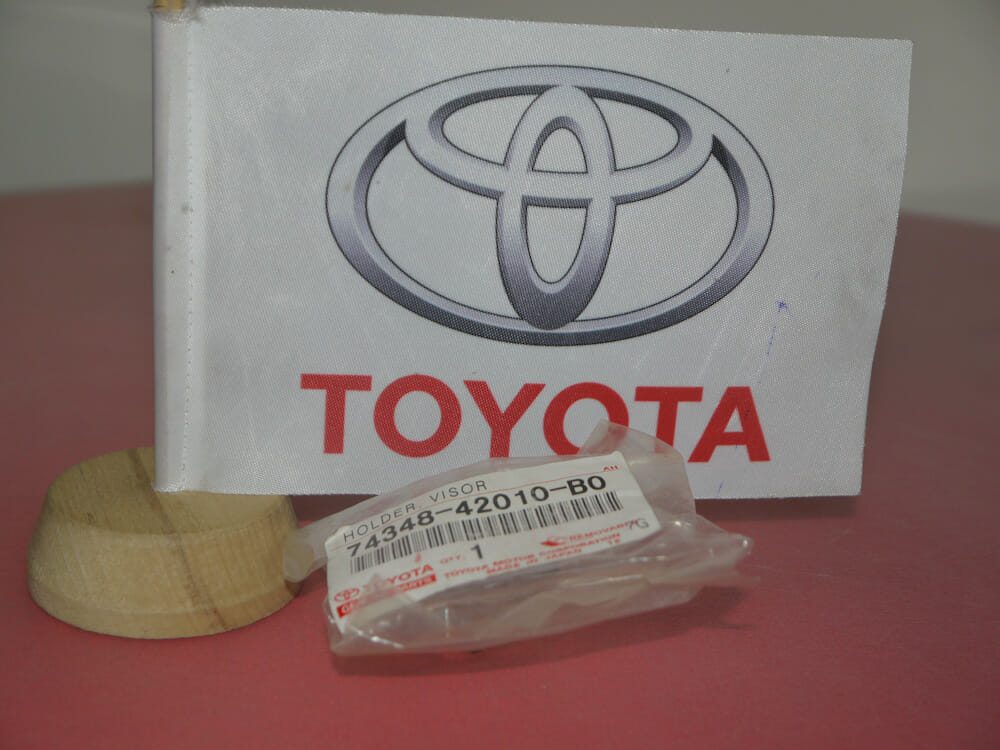 TOYOTA
HOLDER VISOR
74348-42010-B0
QTY. 1
TOYOTA
TOYOTA MOTOR CORPORATION
MADE IN JAPAN